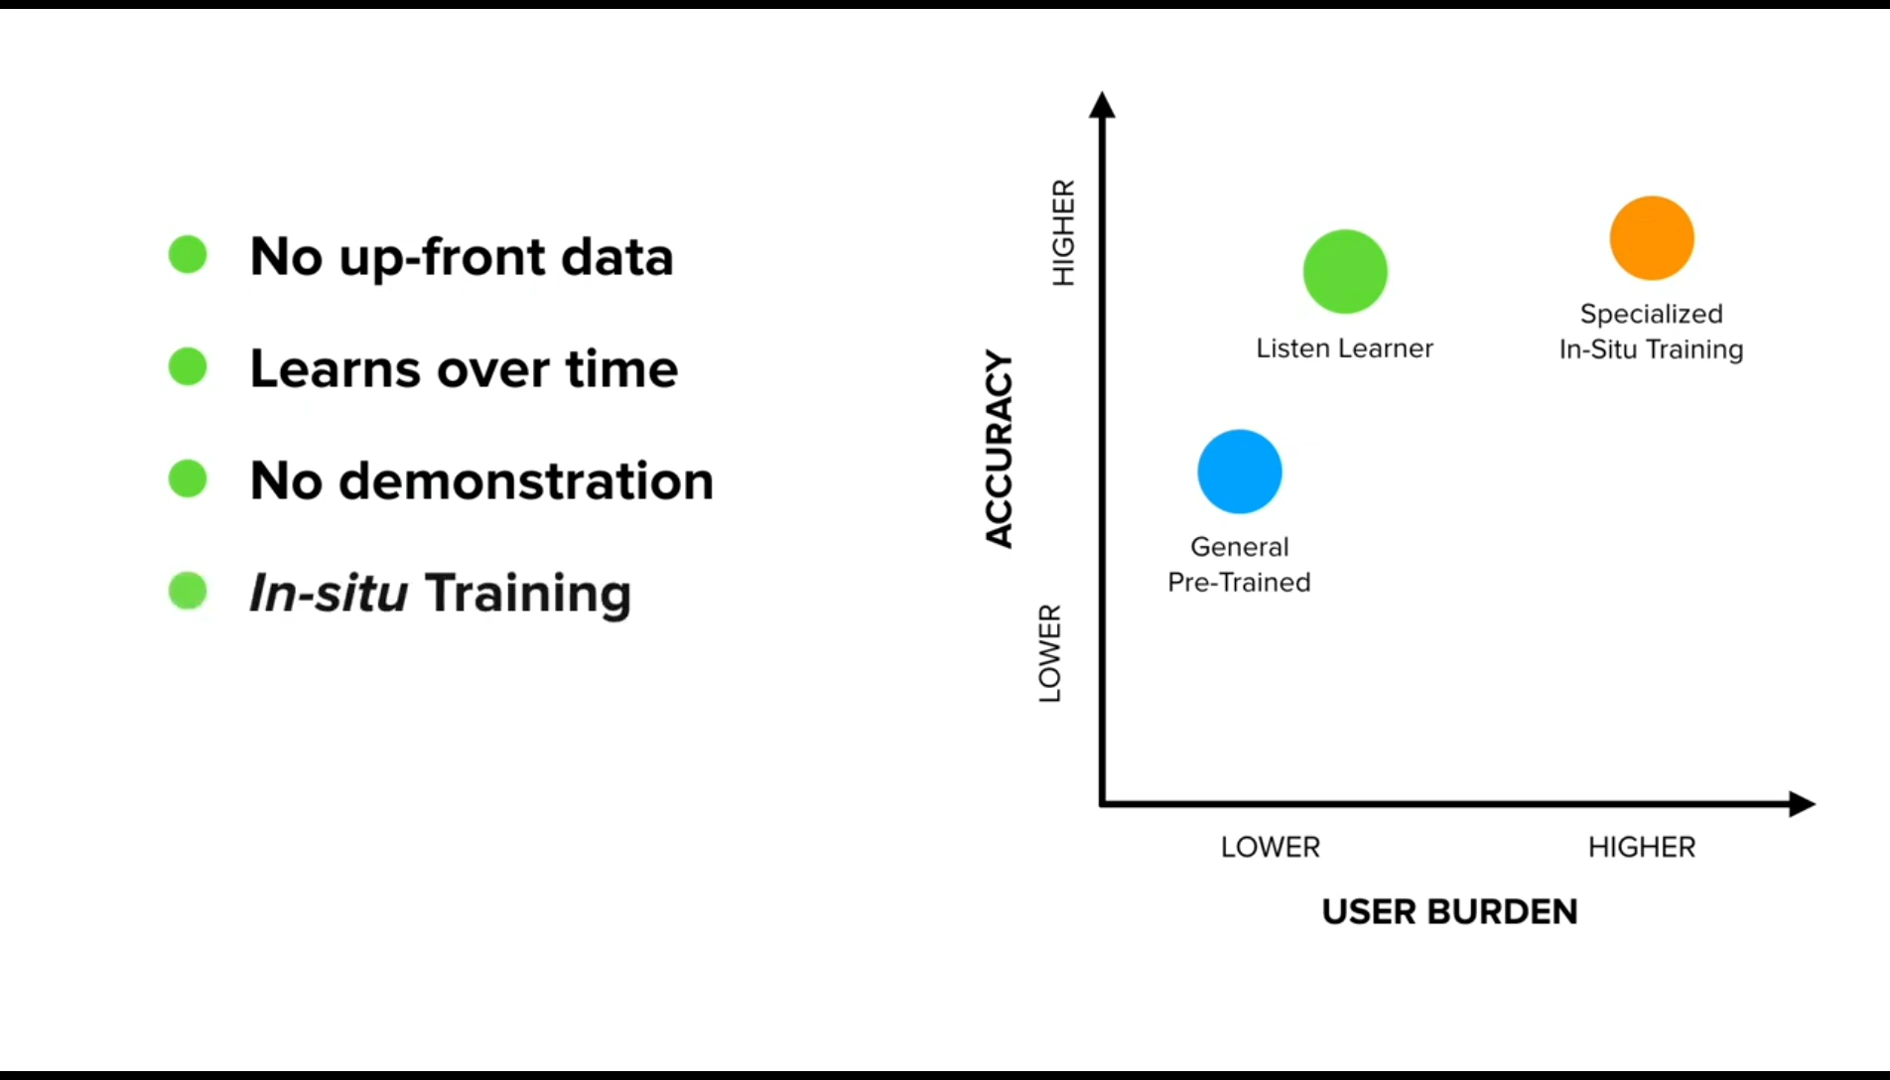 No up-front data
Learns over time
No demonstration
In-situ Training
ACCURACY
HIGHER
LOWER
Listen Learner
Specialized
In-Situ Training
General
Pre-Trained
LOWER
HIGHER
USER BURDEN